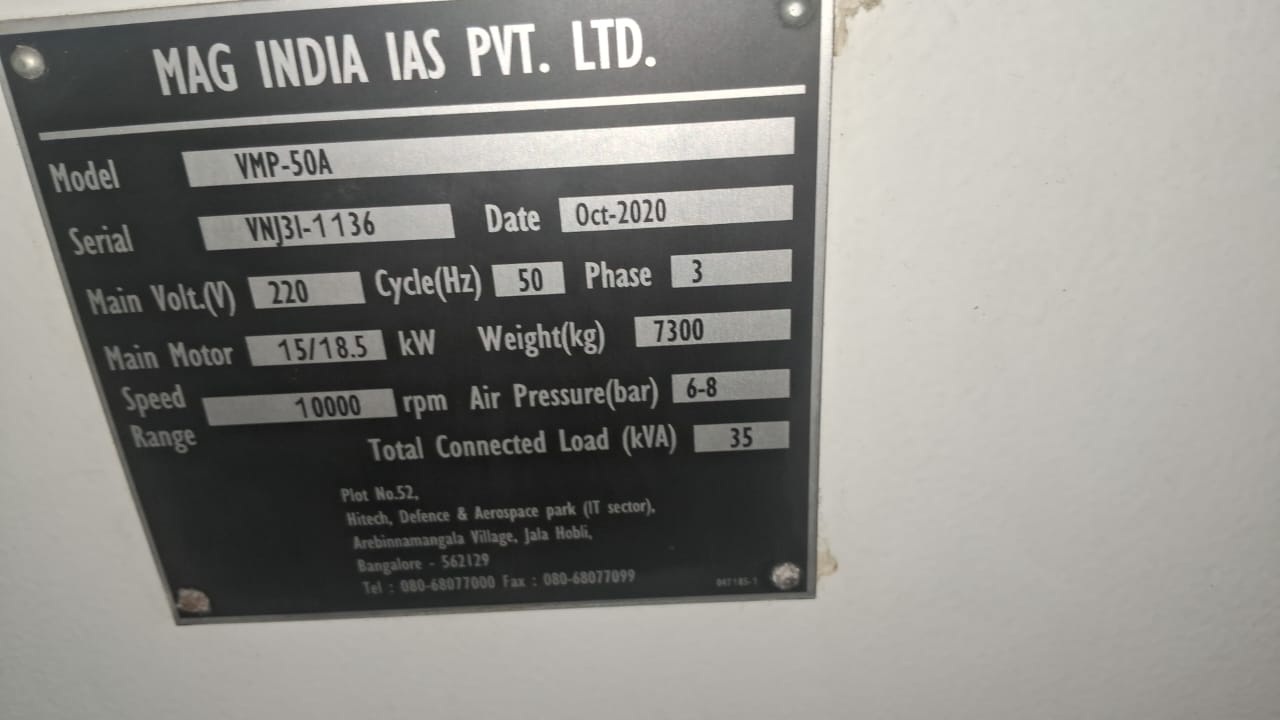 MAG INDIA IAS PVT. LTD.
Model VMP-50A
Serial VNJ3I-1136 Date Oct-2020
Main Volt.(V) 220 Cycle(Hz) 50 Phase 3
Main Motor 15/18.5 kW Weight(kg) 7300
Speed Range 10000 rpm Air Pressure(bar) 6-8
Total Connected Load (kVA) 35
Plot No.52,
Hitech, Defence & Aerospace park (IT sector),
Arebinnamangala Village, Jala Hobli,
Bangalore - 562129
Tel : 080-68077000 Fax : 080-68077099